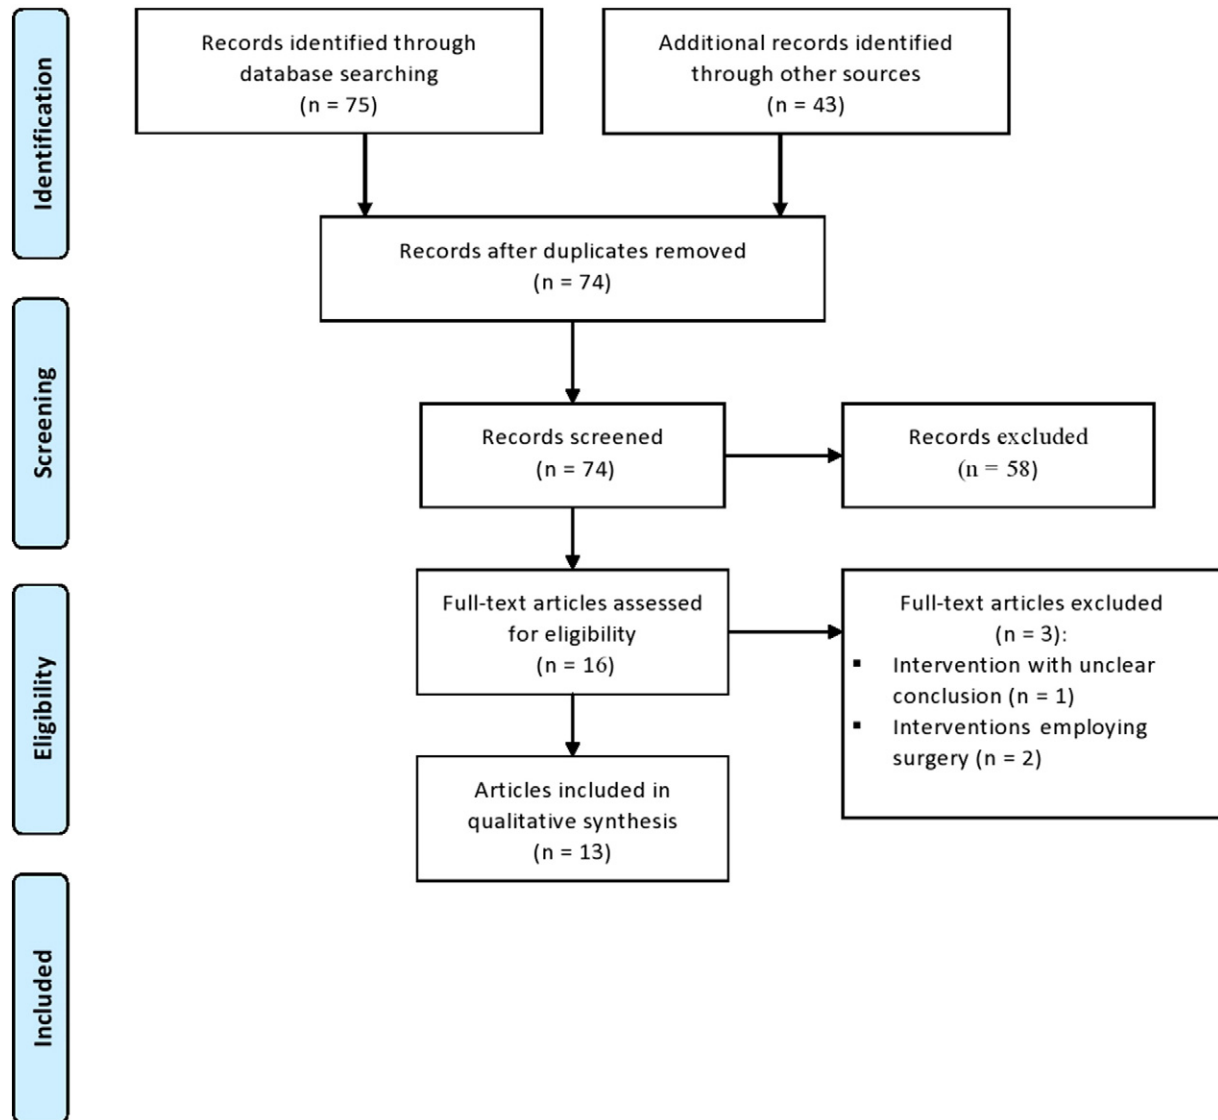 Identification
Records identified through
database searching
(n = 75)
Additional records identified
through other sources
(n = 43)
Records after duplicates removed
(n = 74)
Screening
Records screened
(n = 74)
Records excluded
(n = 58)
Eligibility
Full-text articles assessed
for eligibility
(n = 16)
Full-text articles excluded
(n = 3):
▪ Intervention with unclear
conclusion (n = 1)
▪ Interventions employing
surgery (n = 2)
Articles included in
qualitative synthesis
(n = 13)
Included